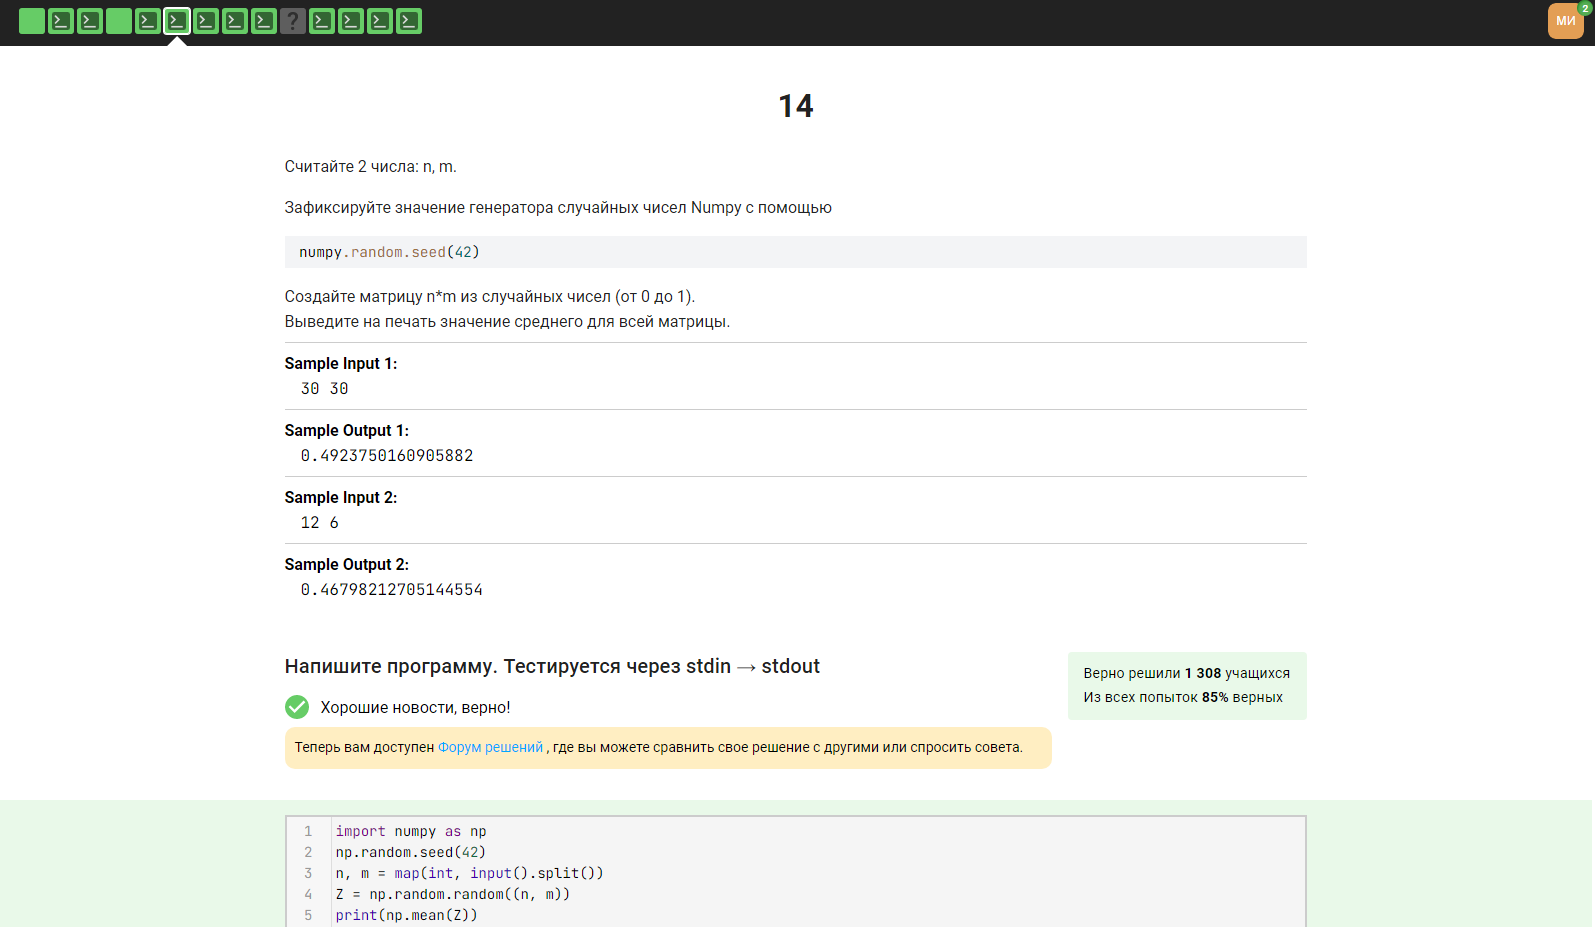 ?
МИ
2
14
Считайте 2 числа: n, m.
Зафиксируйте значение генератора случайных чисел Numpy с помощью
numpy.random.seed(42)
Создайте матрицу n*m из случайных чисел (от 0 до 1).
Выведите на печать значение среднего для всей матрицы.
Sample Input 1:
30 30
Sample Output 1:
0.4923750160905882
Sample Input 2:
12 6
Sample Output 2:
0.46798212705144554
Напишите программу. Тестируется через stdin → stdout
Верно решили 1 308 учащихся
Из всех попыток 85% верных
Хорошие новости, верно!
Теперь вам доступен Форум решений , где вы можете сравнить свое решение с другими или спросить совета.
1 import numpy as np
2 np.random.seed(42)
3 n, m = map(int, input().split())
4 Z = np.random.random((n, m))
5 print(np.mean(Z))